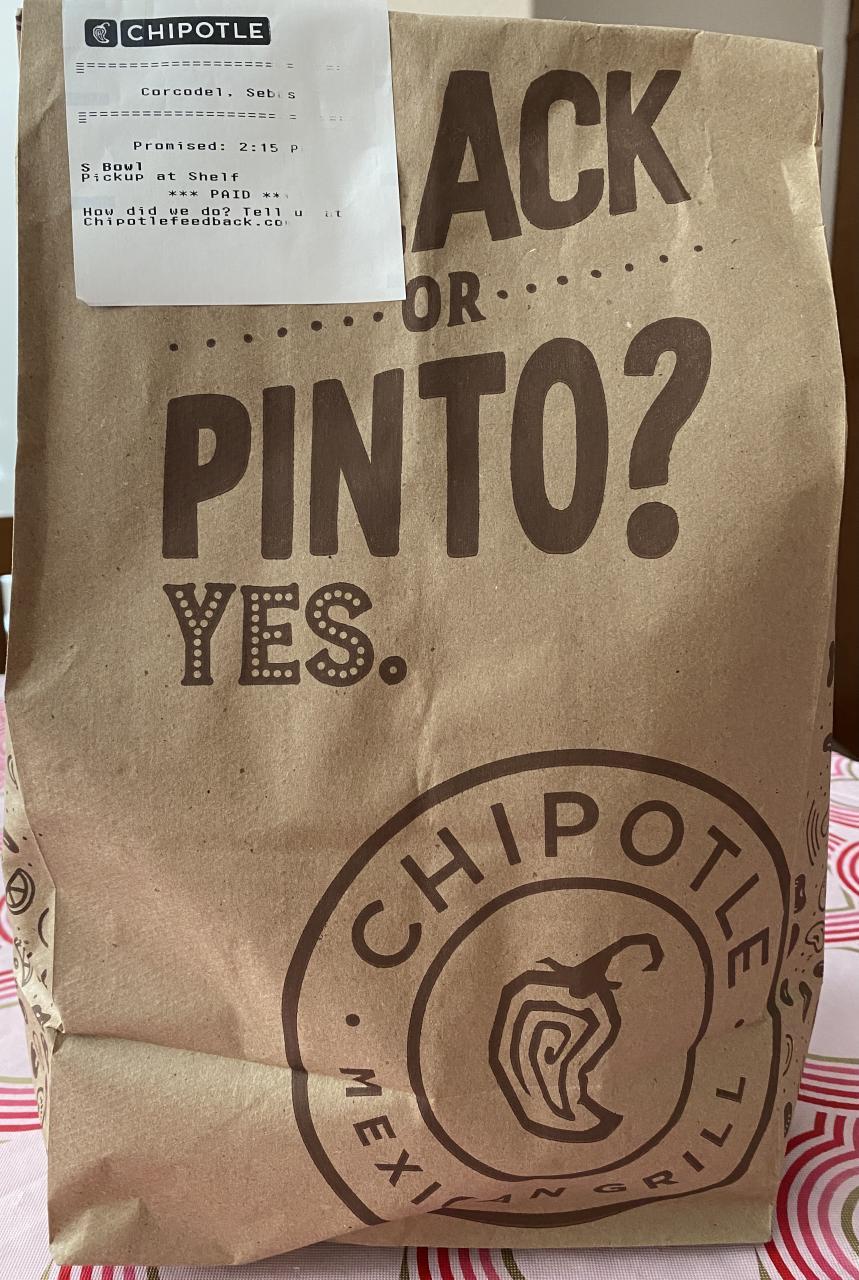 CHIPOTLE
======================
Corcodel, Seb s
======================
Promised: 2:15 P
S Bowl
Pickup at Shelf
*** PAID **
How did we do? Tell u at
Chipotlefeedback.co
ACK
OR
PINTO?
YES.
CHIPOTLE
MEXICAN GRILL